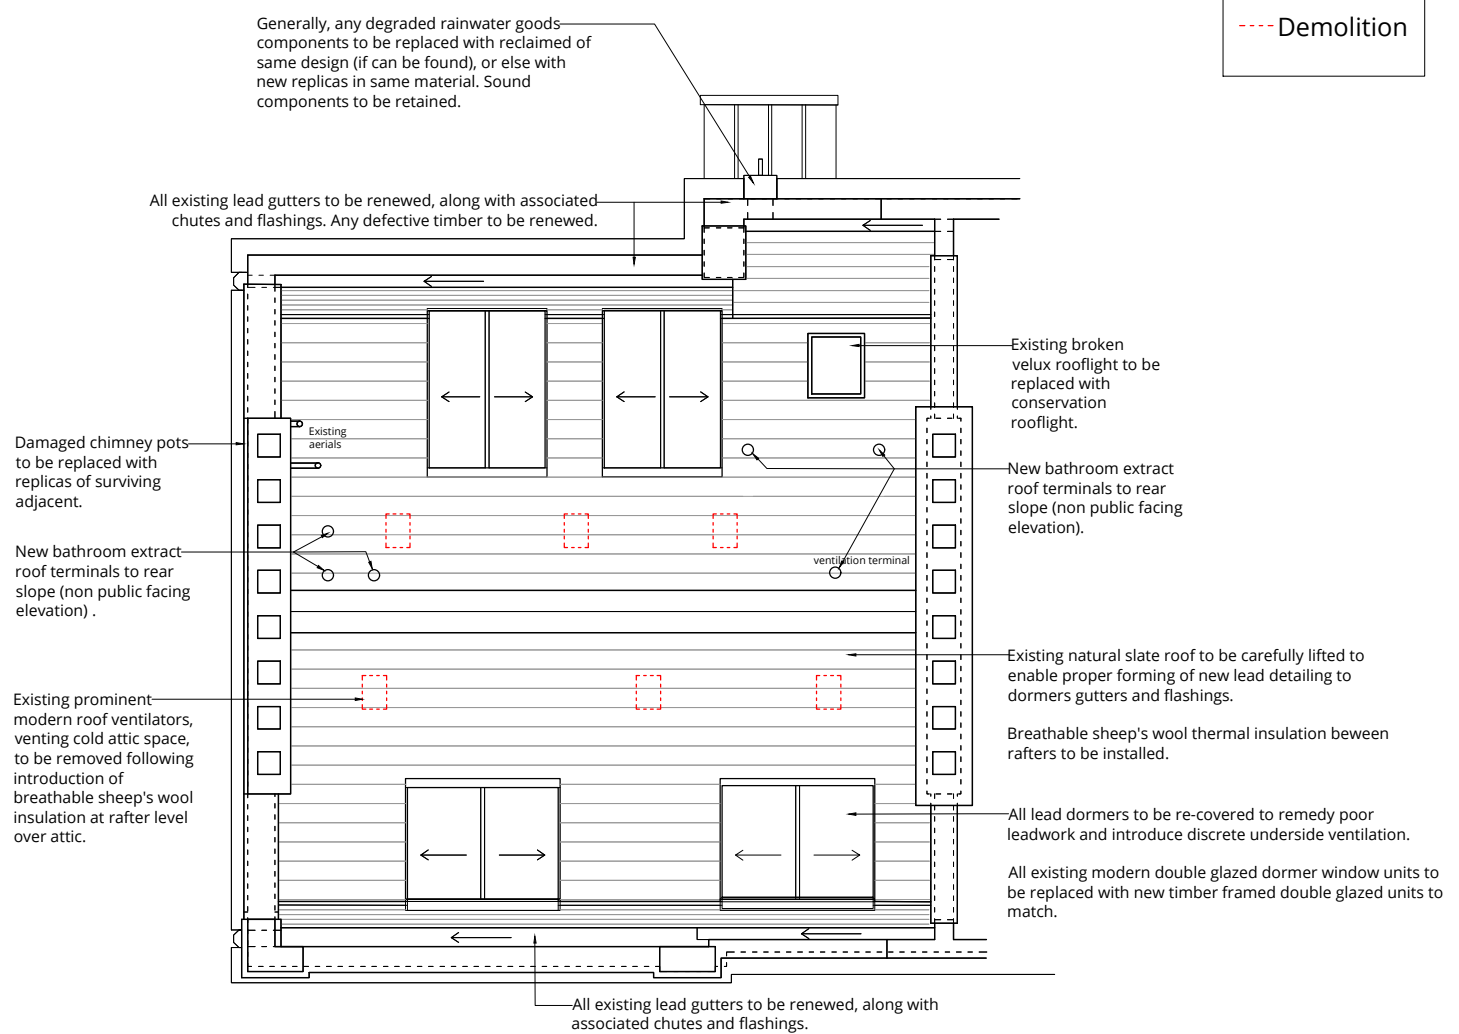 Generally, any degraded rainwater goods
components to be replaced with reclaimed of
same design (if can be found), or else with
new replicas in same material. Sound
components to be retained.
Demolition
All existing lead gutters to be renewed, along with associated
chutes and flashings. Any defective timber to be renewed.
Existing broken
velux rooflight to be
replaced with
conservation
rooflight.
Existing
aerials
Damaged chimney pots
to be replaced with
replicas of surviving
adjacent.
New bathroom extract
roof terminals to rear
slope (non public facing
elevation).
New bathroom extract
roof terminals to rear
slope (non public facing
elevation) .
ventilation terminal
Existing natural slate roof to be carefully lifted to
enable proper forming of new lead detailing to
dormers gutters and flashings.
Breathable sheep's wool thermal insulation beween
rafters to be installed.
Existing prominent
modern roof ventilators,
venting cold attic space,
to be removed following
introduction of
breathable sheep's wool
insulation at rafter level
over attic.
All lead dormers to be re-covered to remedy poor
leadwork and introduce discrete underside ventilation.
All existing modern double glazed dormer window units to
be replaced with new timber framed double glazed units to
match.
All existing lead gutters to be renewed, along with
associated chutes and flashings.